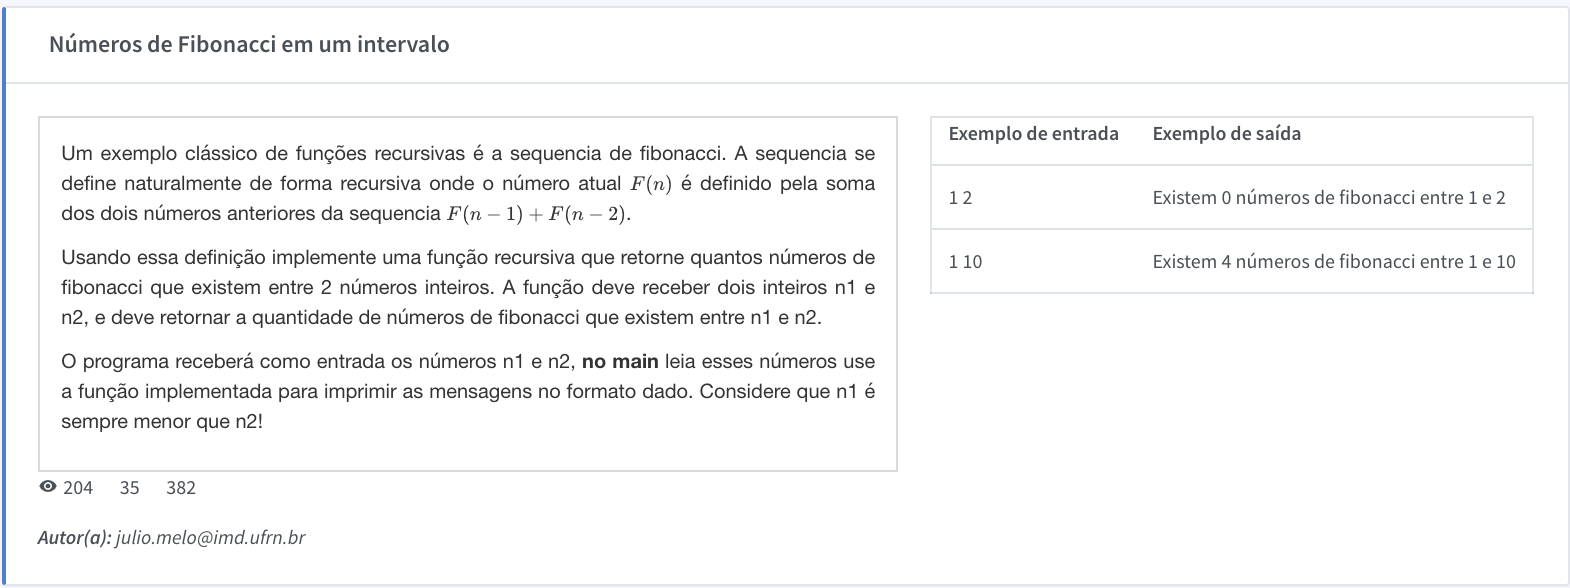 Números de Fibonacci em um intervalo
Um exemplo clássico de funções recursivas é a sequencia de fibonacci. A sequencia se
define naturalmente de forma recursiva onde o número atual F(n) é definido pela soma
dos dois números anteriores da sequencia F(n − 1) + F(n − 2).
Usando essa definição implemente uma função recursiva que retorne quantos números de
fibonacci que existem entre 2 números inteiros. A função deve receber dois inteiros n1 e
n2, e deve retornar a quantidade de números de fibonacci que existem entre n1 e n2.
O programa receberá como entrada os números n1 e n2, no main leia esses números use
a função implementada para imprimir as mensagens no formato dado. Considere que n1 é
sempre menor que n2!
204 35 382
Autor(a): julio.melo@imd.ufrn.br
Exemplo de entrada Exemplo de saída
1 2 Existem 0 números de fibonacci entre 1 e 2
1 10 Existem 4 números de fibonacci entre 1 e 10